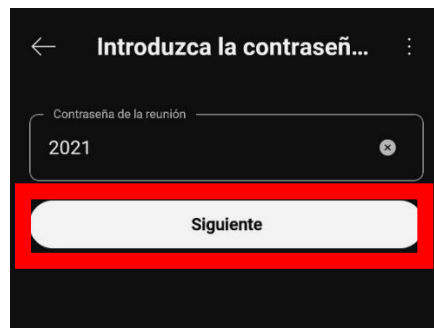 Introduzca la contraseñ...
Contraseña de la reunión
2021
Siguiente